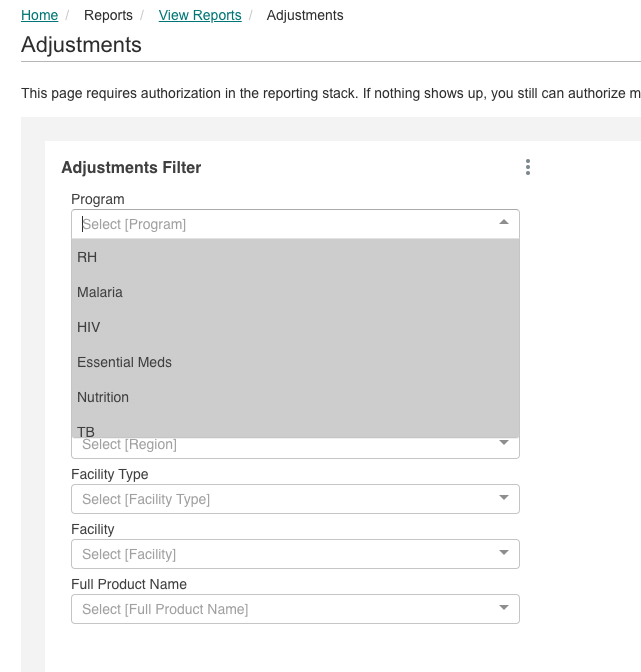 Home / Reports / View Reports / Adjustments
Adjustments
This page requires authorization in the reporting stack. If nothing shows up, you still can authorize m
Adjustments Filter
Program
Select [Program]
RH
Malaria
HIV
Essential Meds
Nutrition
TB
Select [Region]
Facility Type
Select [Facility Type]
Facility
Select [Facility]
Full Product Name
Select [Full Product Name]